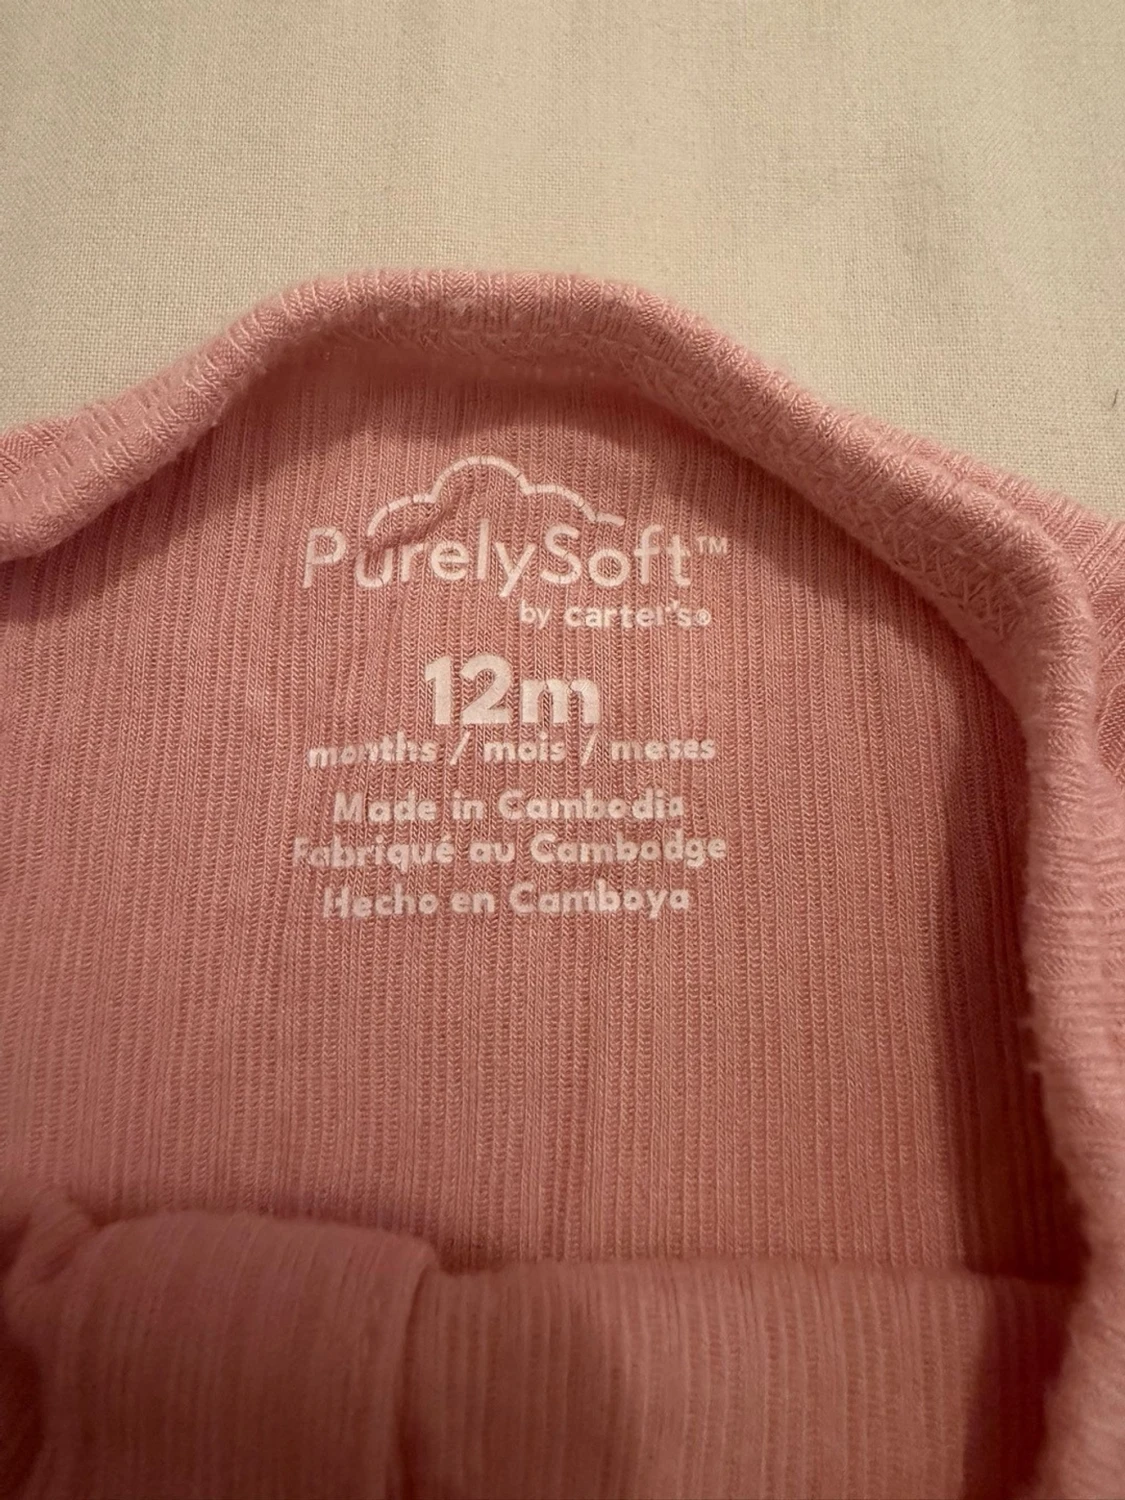 PurelySoft™
by carter's®
12m
months / mois / meses
Made in Cambodia
Fabriqué au Cambodge
Hecho en Camboya